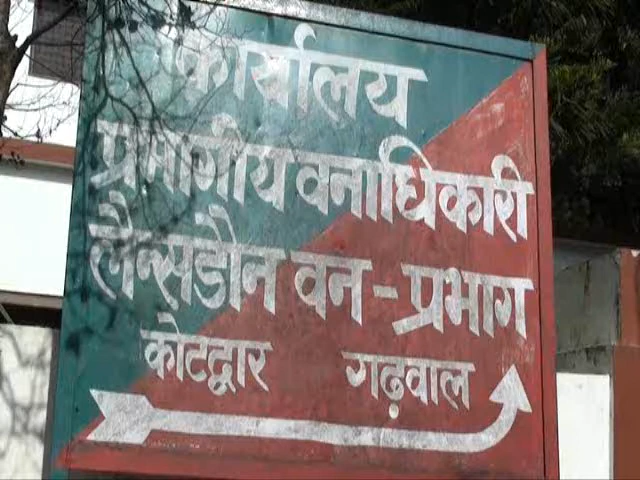 कार्यालय
प्रभागीय वनाधिकारी
लैन्सडौन वन-प्रभाग
कोटद्वार गढ़वाल